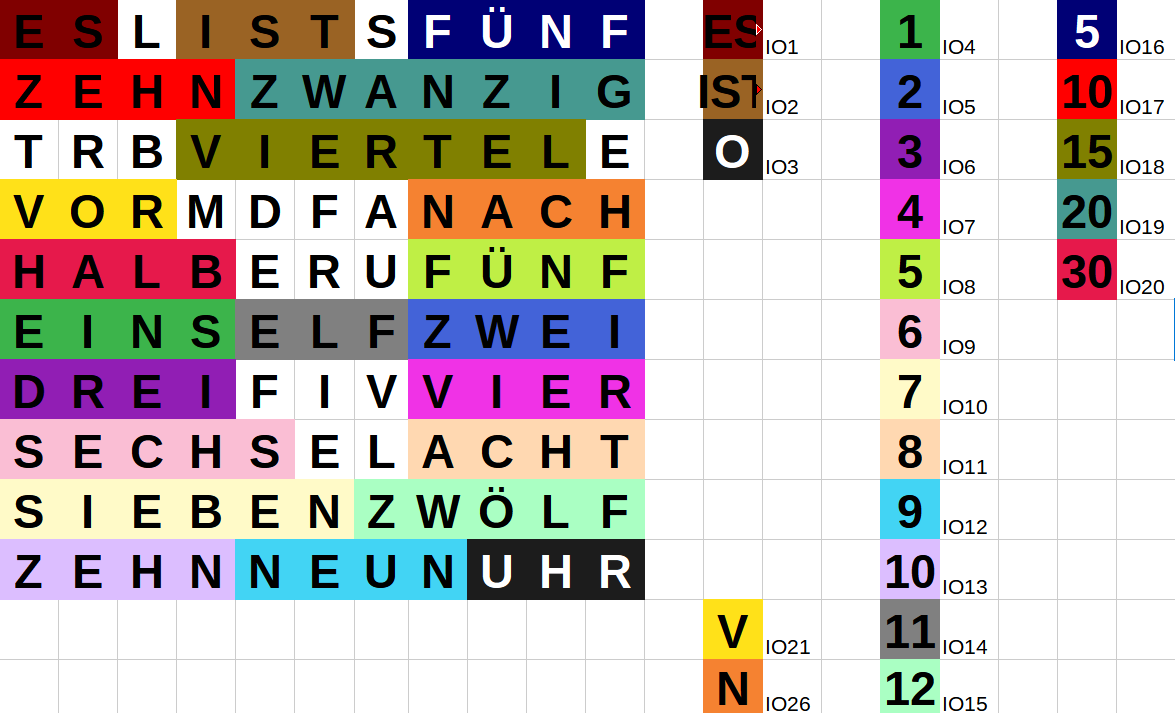 E S L I S T S F Ü N F ES IO1 1 IO4 5 IO16
Z E H N Z W A N Z I G IST IO2 2 IO5 10 IO17
T R B V I E R T E L E O IO3 3 IO6 15 IO18
V O R M D F A N A C H 4 IO7 20 IO19
H A L B E R U F Ü N F 5 IO8 30 IO20
E I N S E L F Z W E I 6 IO9
D R E I F I V V I E R 7 IO10
S E C H S E L A C H T 8 IO11
S I E B E N Z W Ö L F 9 IO12
Z E H N N E U N U H R 10 IO13
V IO21 11 IO14
N IO26 12 IO15